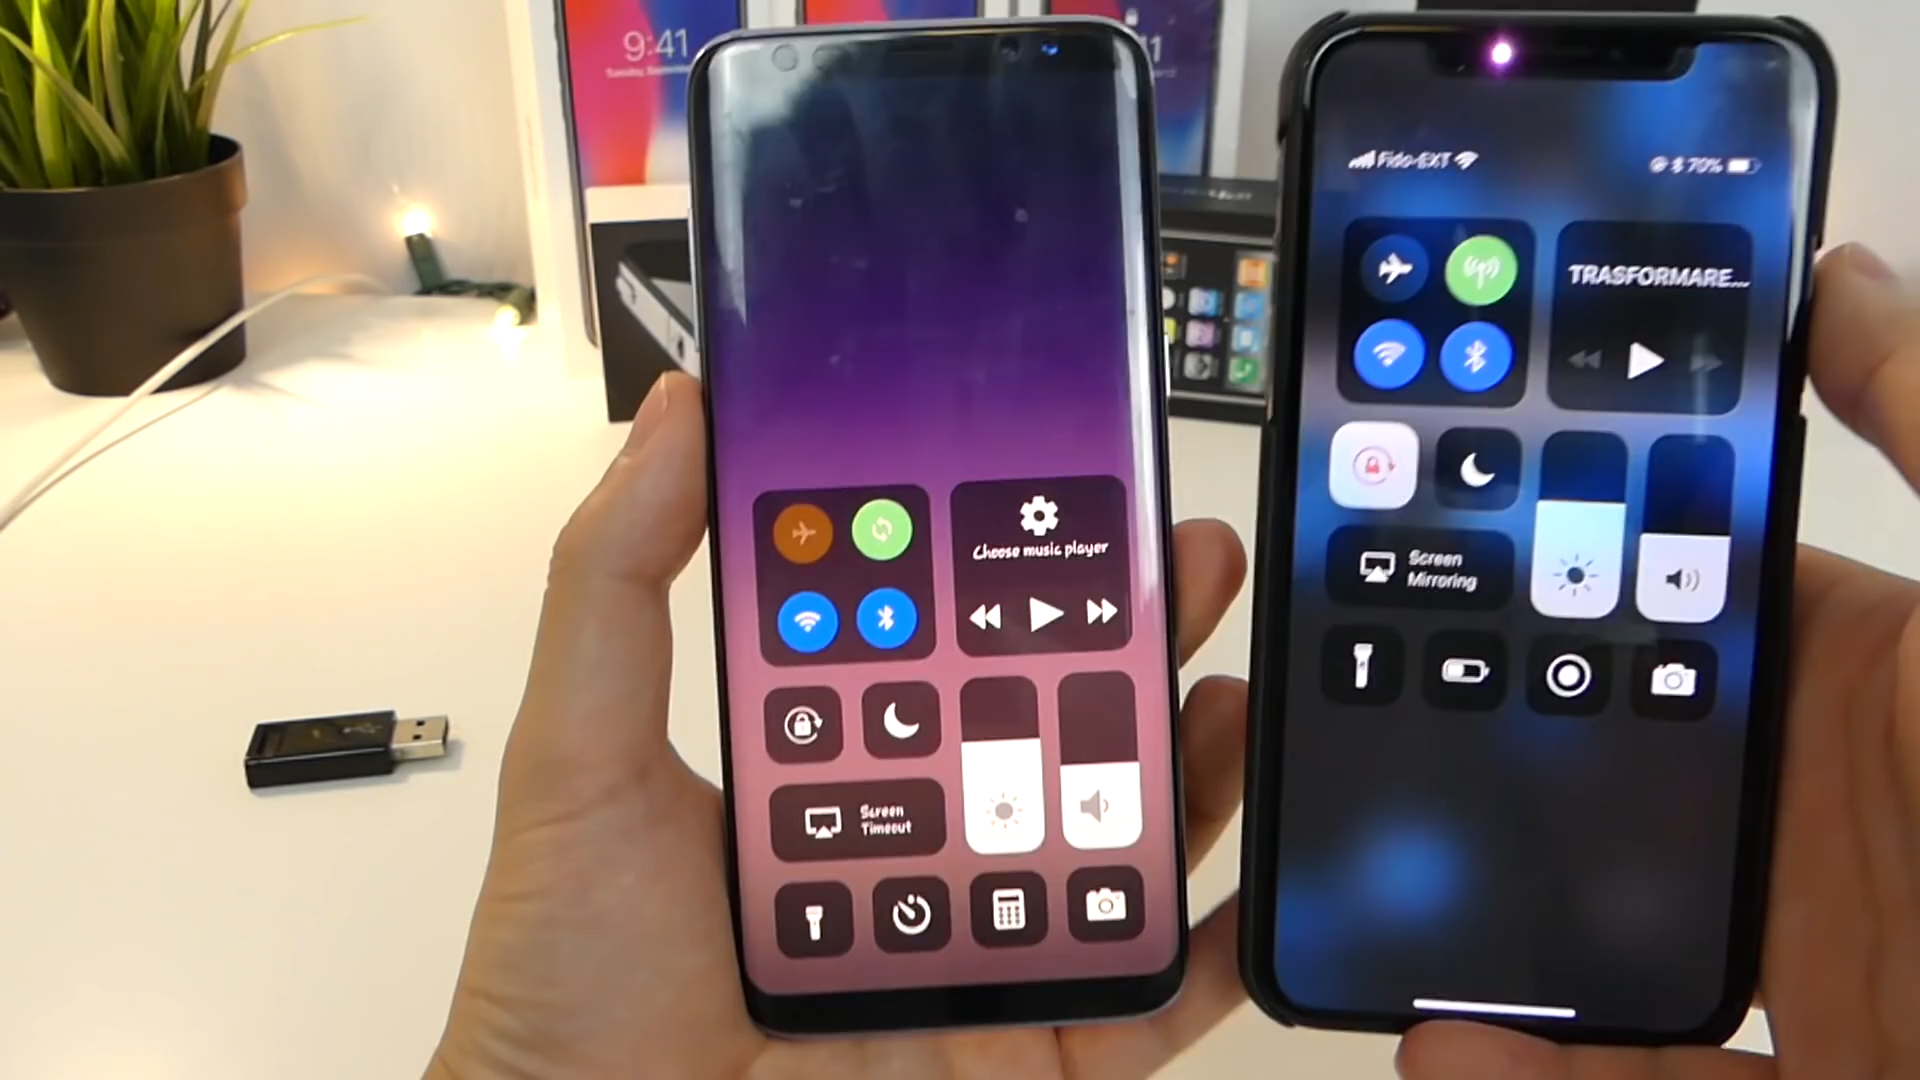 9:41
Fido-EXT
70%
TRASFORMARE...
Screen
Mirroring
Choose music player
Screen
Timeout